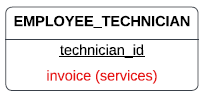 EMPLOYEE_TECHNICIAN
technician_id
invoice (services)